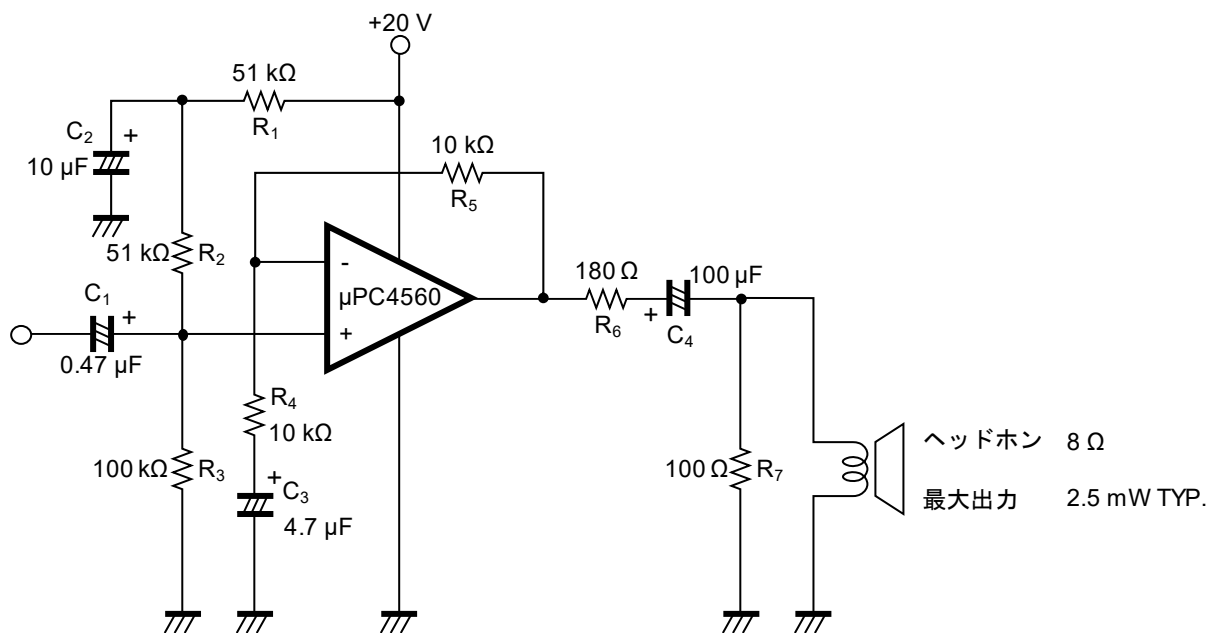 +20 V
51 kΩ
R1
C2
+
10 µF
10 kΩ
R5
51 kΩ
R2
-
µPC4560
+
180 Ω
R6
100 µF
+
C4
C1
+
0.47 µF
R4
10 kΩ
100 kΩ
R3
+
C3
4.7 µF
100 Ω
R7
ヘッドホン 8 Ω
最大出力 2.5 mW TYP.